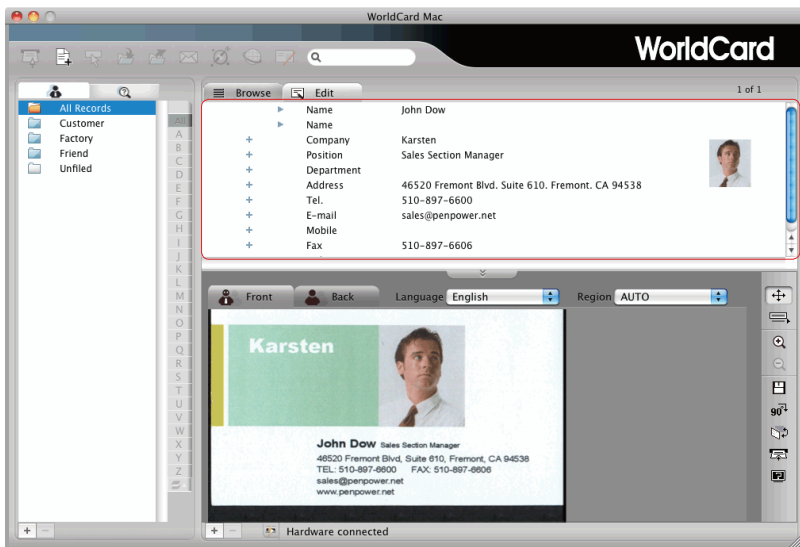 WorldCard Mac
WorldCard
Browse
Edit
1 of 1
All Records
Customer
Factory
Friend
Unfiled
All
A
B
C
D
E
F
G
H
I
J
K
L
M
N
O
P
Q
R
S
T
U
V
W
X
Y
Z
Name John Dow
Name
Company Karsten
Position Sales Section Manager
Department
Address 46520 Fremont Blvd. Suite 610. Fremont. CA 94538
Tel. 510-897-6600
E-mail sales@penpower.net
Mobile
Fax 510-897-6606
Front
Back
Language English
Region AUTO
90
Karsten
John Dow Sales Section Manager
46520 Fremont Blvd, Suite 610, Fremont, CA 94538
TEL: 510-897-6600 FAX: 510-897-6606
sales@penpower.net
www.penpower.net
Hardware connected